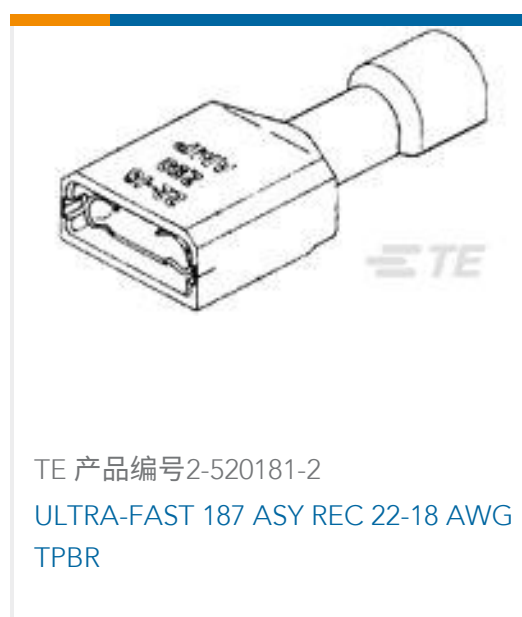 TE
TE 产品编号2-520181-2
ULTRA-FAST 187 ASY REC 22-18 AWG
TPBR